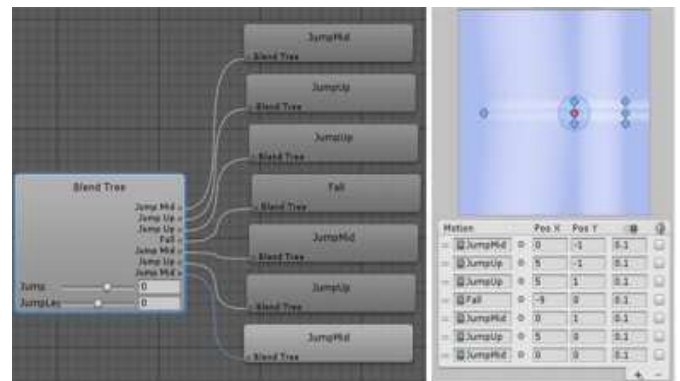 JumpMid
Blend Tree
JumpUp
Blend Tree
JumpUp
Blend Tree
Fall
Blend Tree
JumpMid
Blend Tree
JumpUp
Blend Tree
JumpMid
Blend Tree
Blend Tree
Jump Mid
Jump Up
Jump Up
Fall
Jump Mid
Jump Up
Jump Mid
Jump 0
JumpLeg 0
Motion Pos X Pos Y
JumpMid 0 -1 0.1
JumpUp 5 -1 0.1
JumpUp 5 1 0.1
Fall -9 0 0.1
JumpMid 0 1 0.1
JumpUp 5 0 0.1
JumpMid 0 0 0.1
+ -